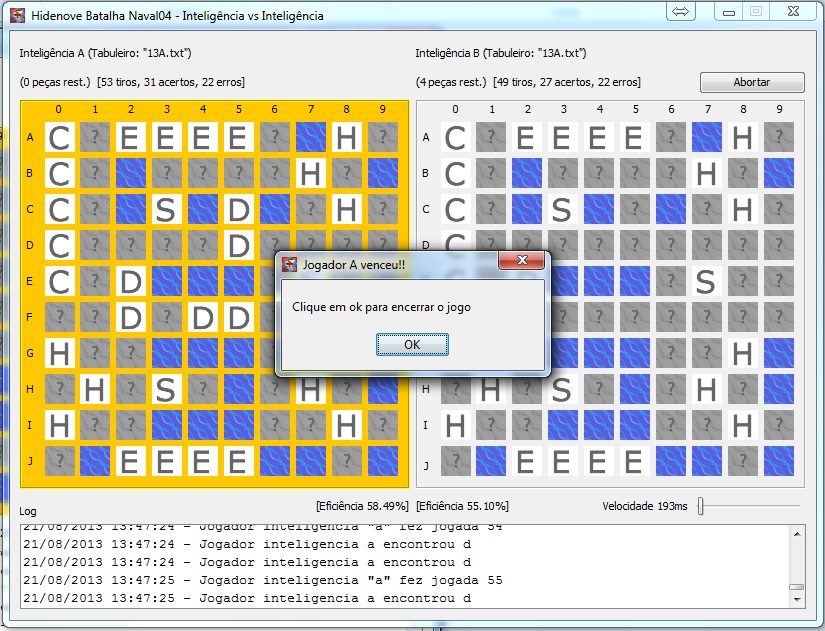 Hidenove Batalha Naval04 - Inteligência vs Inteligência
Inteligência A (Tabuleiro: "13A.txt")
(0 peças rest.) [53 tiros, 31 acertos, 22 erros]
0 1 2 3 4 5 6 7 8 9
A C ? E E E E ? H ?
B C ? ? ? ? ? H ?
C C ? S D ? H ?
D C ? ? ? ? D
E C ? D
F ? ? D ? D D
G H ? ?
H ? H ? S ? ? H ?
I H ? ? ? ? H ?
J ? E E E E ?
Inteligência B (Tabuleiro: "13A.txt")
(4 peças rest.) [49 tiros, 27 acertos, 22 erros]
Abortar
0 1 2 3 4 5 6 7 8 9
A C ? E E E E ? H ?
B C ? ? ? ? ? H ?
C C ? S ? ? H ?
D C ? ? ? ? ? ?
? S ? ?
? ? ? ? ? ?
? ? H
H ? H ? S ? ? H ?
I H ? ? ? ? H ?
J ? E E E E ?
Jogador A venceu!!
Clique em ok para encerrar o jogo
OK
[Eficiência 58.49%] [Eficiência 55.10%]
Velocidade 193ms
Log
21/08/2013 13:47:24 - Jogador inteligencia "a" fez jogada 54
21/08/2013 13:47:24 - Jogador inteligencia a encontrou d
21/08/2013 13:47:24 - Jogador inteligencia a encontrou d
21/08/2013 13:47:25 - Jogador inteligencia "a" fez jogada 55
21/08/2013 13:47:25 - Jogador inteligencia a encontrou d